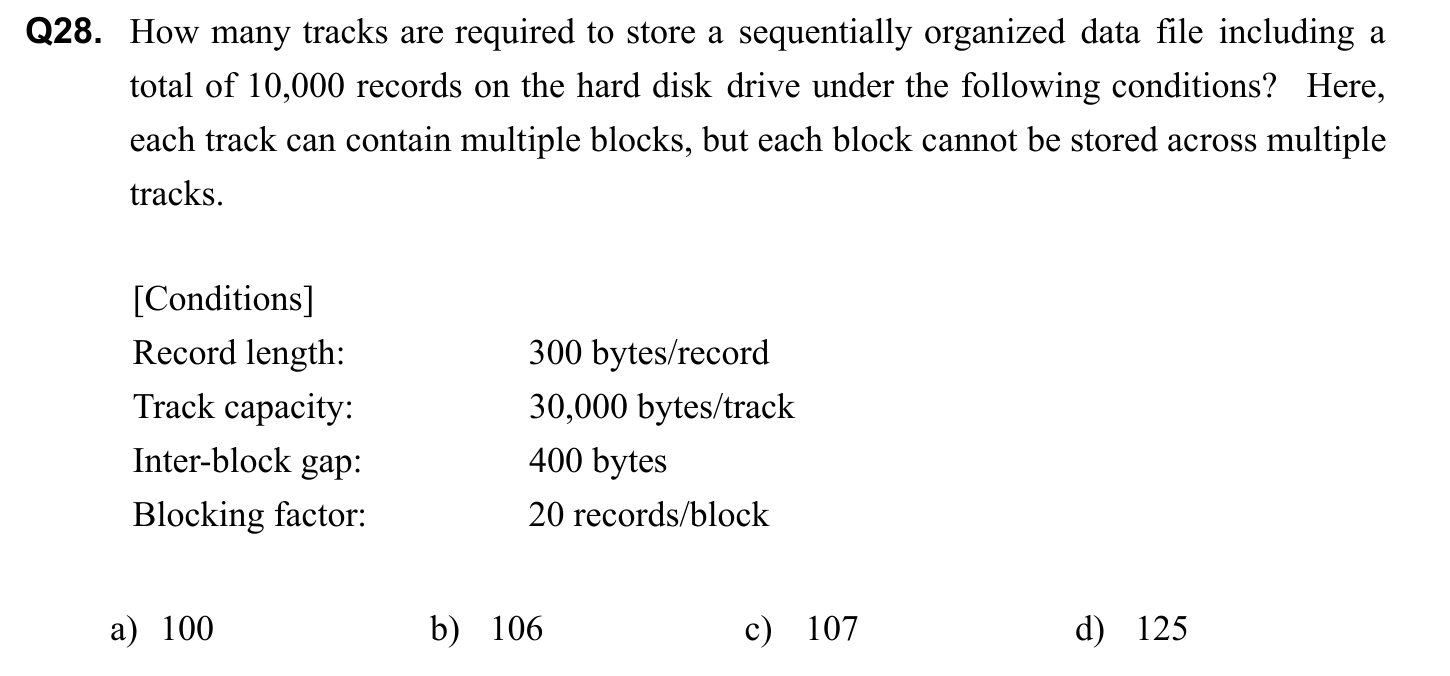 Q28. How many tracks are required to store a sequentially organized data file including a
total of 10,000 records on the hard disk drive under the following conditions? Here,
each track can contain multiple blocks, but each block cannot be stored across multiple
tracks.
[Conditions]
Record length: 300 bytes/record
Track capacity: 30,000 bytes/track
Inter-block gap: 400 bytes
Blocking factor: 20 records/block
a) 100 b) 106 c) 107 d) 125